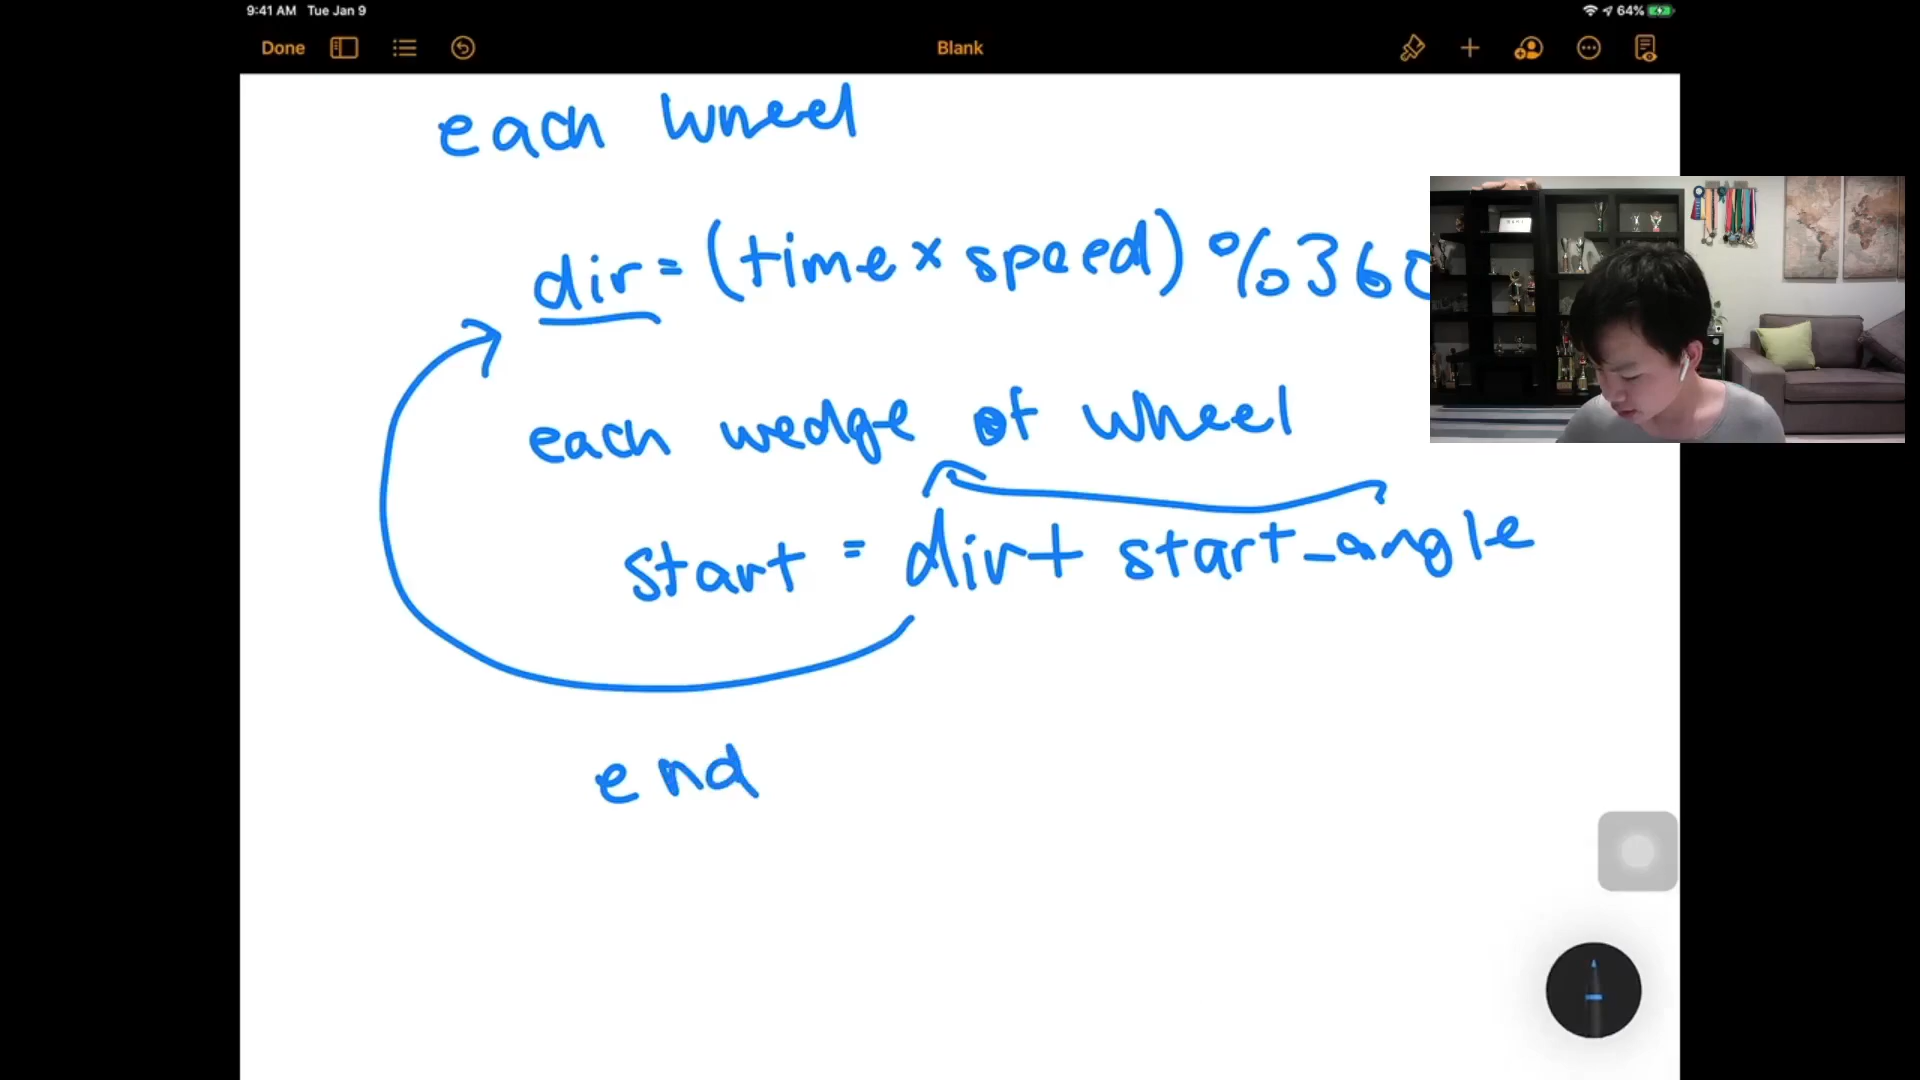 9:41 AM Tue Jan 9 64%
Done Blank
each wheel
dir = (time × speed) % 360
each wedge of wheel
start = dir + start_angle
end